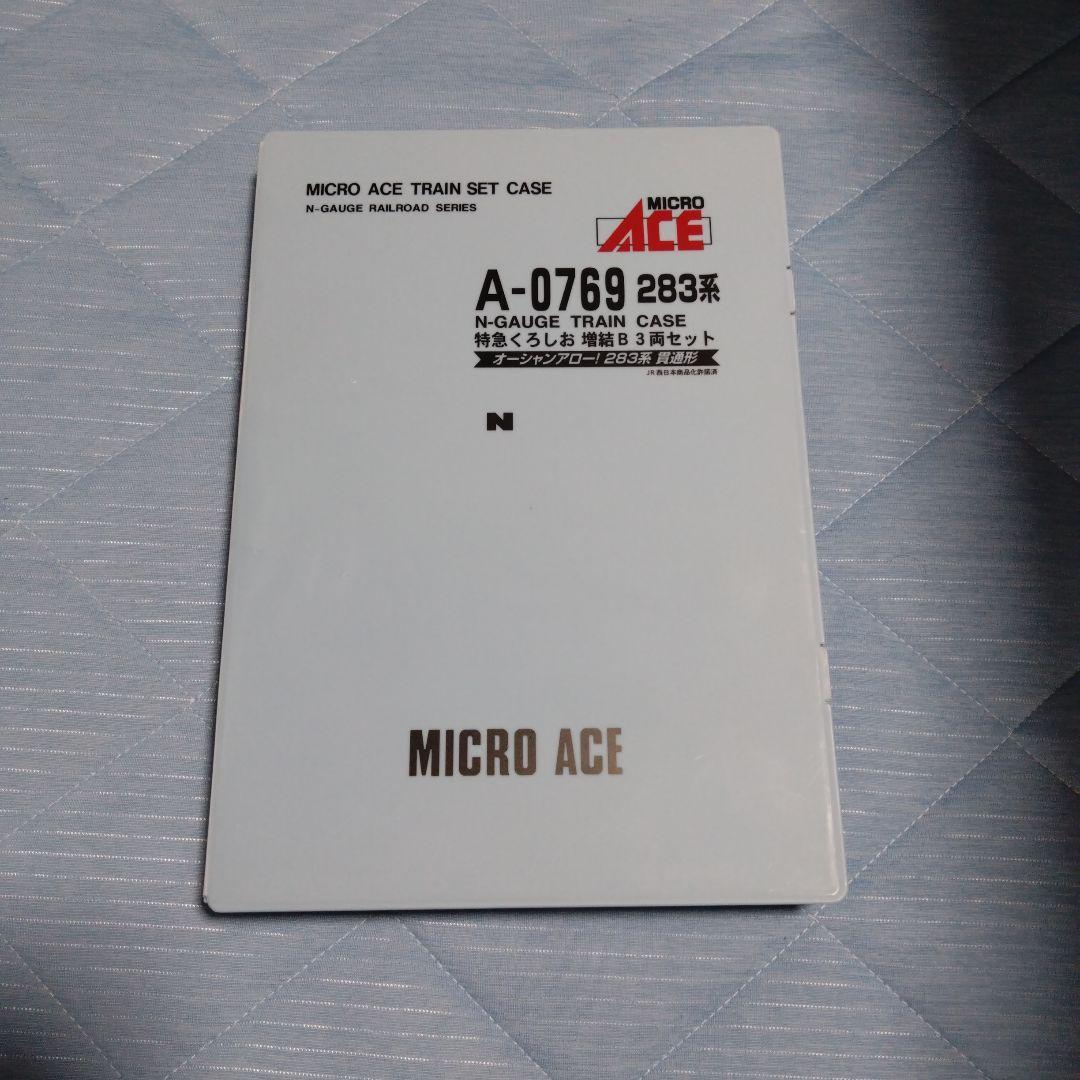 MICRO ACE TRAIN SET CASE
N-GAUGE RAILROAD SERIES
MICRO
ACE
A-0769 283系
N-GAUGE TRAIN CASE
特急くろしお 増結B 3両セット
オーシャンアロー! 283系 貫通形
JR西日本商品化許諾済
N
MICRO ACE